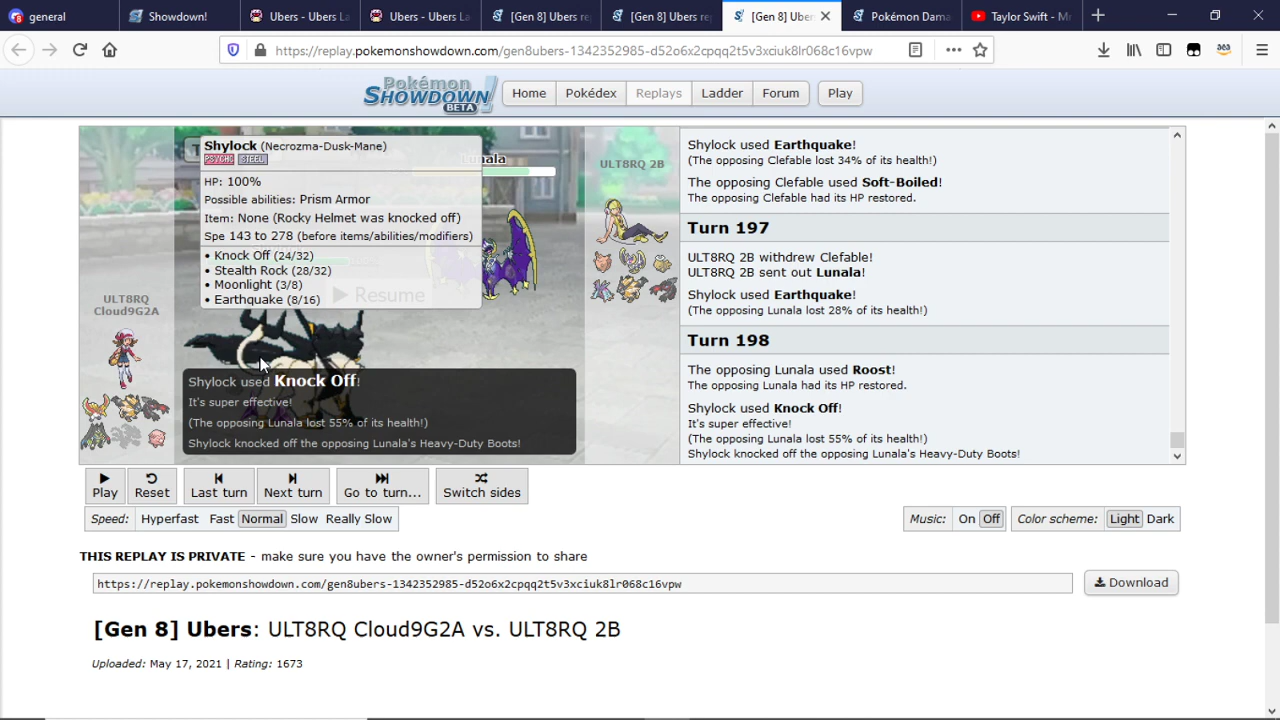 general
Showdown!
Ubers - Ubers La
Ubers - Ubers La
[Gen 8] Ubers re
[Gen 8] Ubers re
[Gen 8] Uber
Pokémon Dama
Taylor Swift - Mr
https://replay.pokemonshowdown.com/gen8ubers-1342352985-d52o6x2cpqq2t5v3xciuk8lr068c16vpw
Pokémon Showdown! BETA
Home
Pokédex
Replays
Ladder
Forum
Play
Shylock (Necrozma-Dusk-Mane)
PSYCHC STEEL
HP: 100%
Possible abilities: Prism Armor
Item: None (Rocky Helmet was knocked off)
Spe 143 to 278 (before items/abilities/modifiers)
• Knock Off (24/32)
• Stealth Rock (28/32)
• Moonlight (3/8)
• Earthquake (8/16)
Resume
ULT8RQ
Cloud9G2A
ULT8RQ 2B
Shylock used Knock Off!
It's super effective!
(The opposing Lunala lost 55% of its health!)
Shylock knocked off the opposing Lunala's Heavy-Duty Boots!
Shylock used Earthquake!
(The opposing Clefable lost 34% of its health!)
The opposing Clefable used Soft-Boiled!
The opposing Clefable had its HP restored.
Turn 197
ULT8RQ 2B withdrew Clefable!
ULT8RQ 2B sent out Lunala!
Shylock used Earthquake!
(The opposing Lunala lost 28% of its health!)
Turn 198
The opposing Lunala used Roost!
The opposing Lunala had its HP restored.
Shylock used Knock Off!
It's super effective!
(The opposing Lunala lost 55% of its health!)
Shylock knocked off the opposing Lunala's Heavy-Duty Boots!
Play
Reset
Last turn
Next turn
Go to turn...
Switch sides
Speed: Hyperfast Fast Normal Slow Really Slow
Music: On Off
Color scheme: Light Dark
THIS REPLAY IS PRIVATE - make sure you have the owner's permission to share
https://replay.pokemonshowdown.com/gen8ubers-1342352985-d52o6x2cpqq2t5v3xciuk8lr068c16vpw
Download
[Gen 8] Ubers: ULT8RQ Cloud9G2A vs. ULT8RQ 2B
Uploaded: May 17, 2021 | Rating: 1673